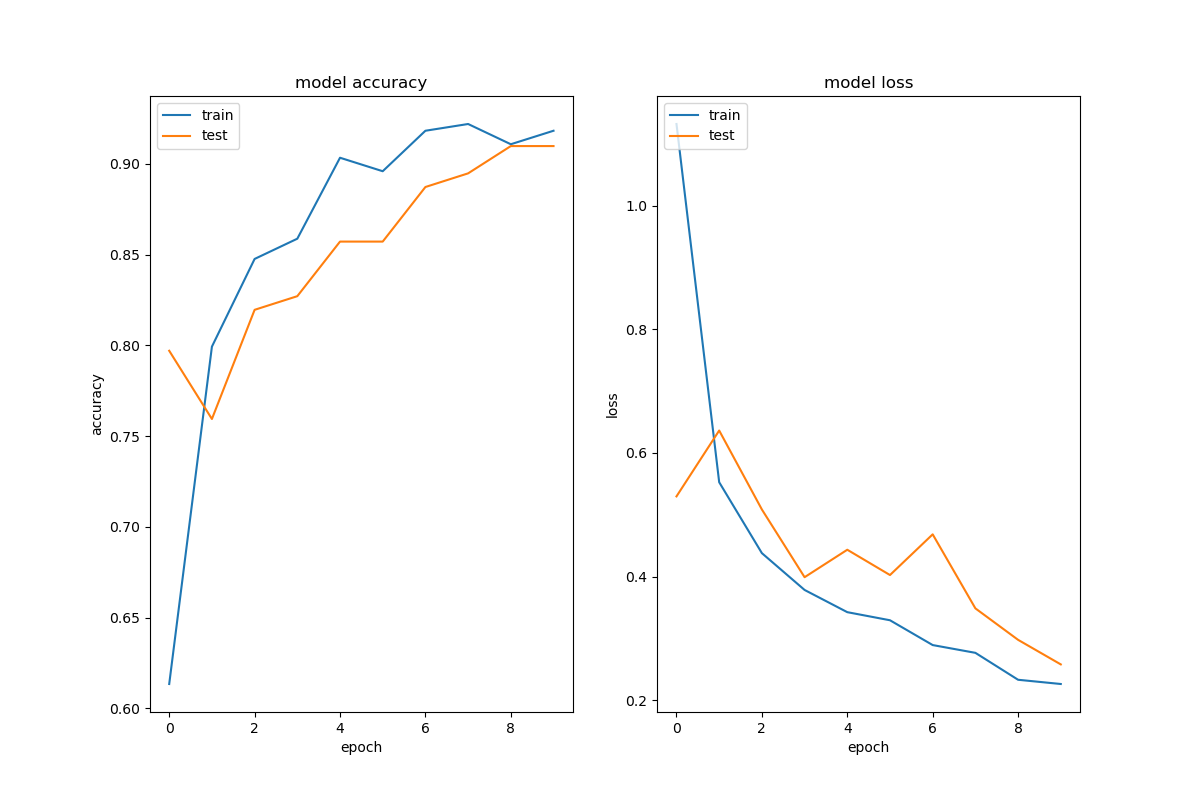 model accuracy
train
test
0.90
0.85
0.80
0.75
0.70
0.65
0.60
accuracy
0 2 4 6 8
epoch
model loss
train
test
1.0
0.8
0.6
0.4
0.2
loss
0 2 4 6 8
epoch